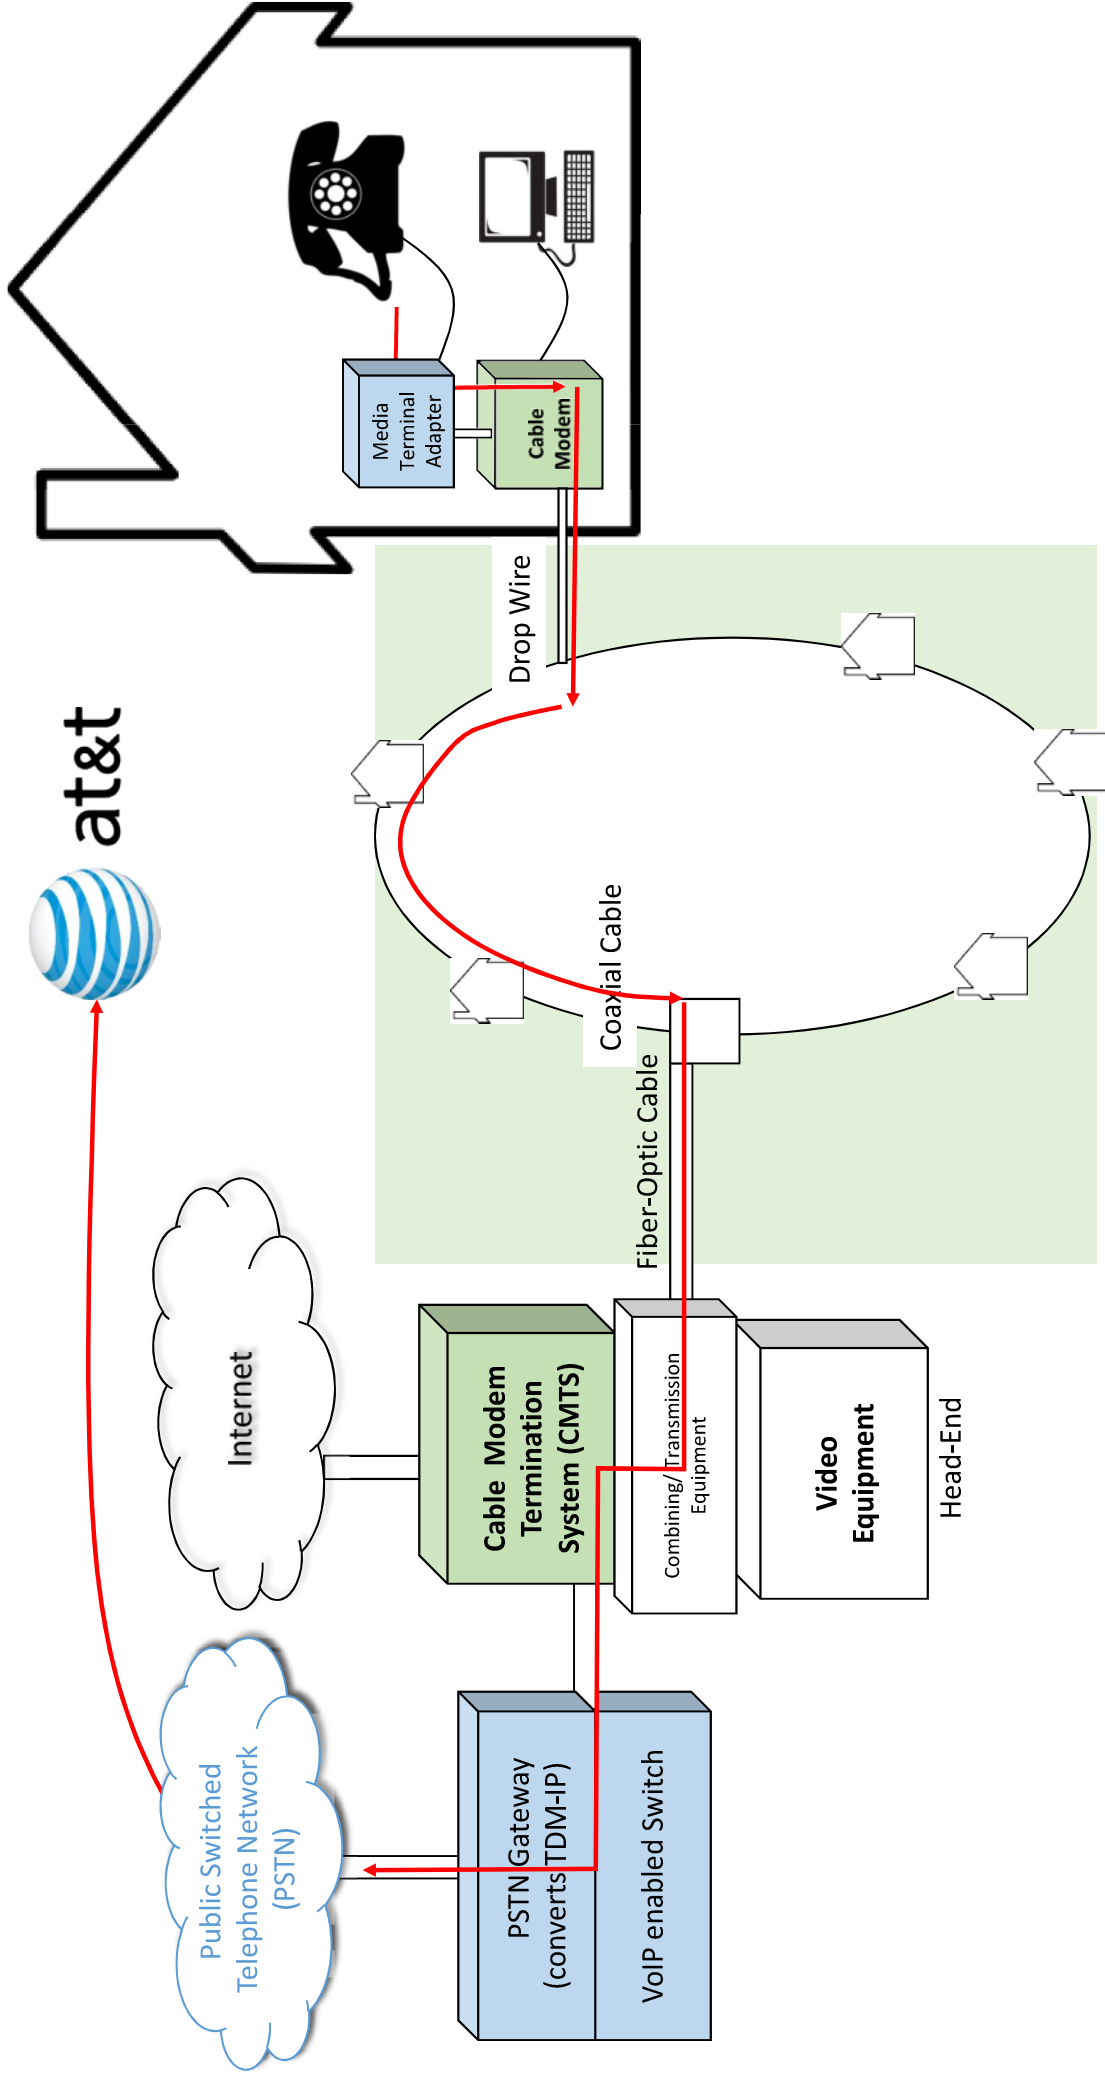 at&t
Public Switched
Telephone Network
(PSTN)
Internet
Media
Terminal
Adapter
Cable
Modem
Drop Wire
Coaxial Cable
Fiber-Optic Cable
PSTN Gateway
(converts TDM-IP)
VoIP enabled Switch
Cable Modem
Termination
System (CMTS)
Combining/ Transmission
Equipment
Video
Equipment
Head-End